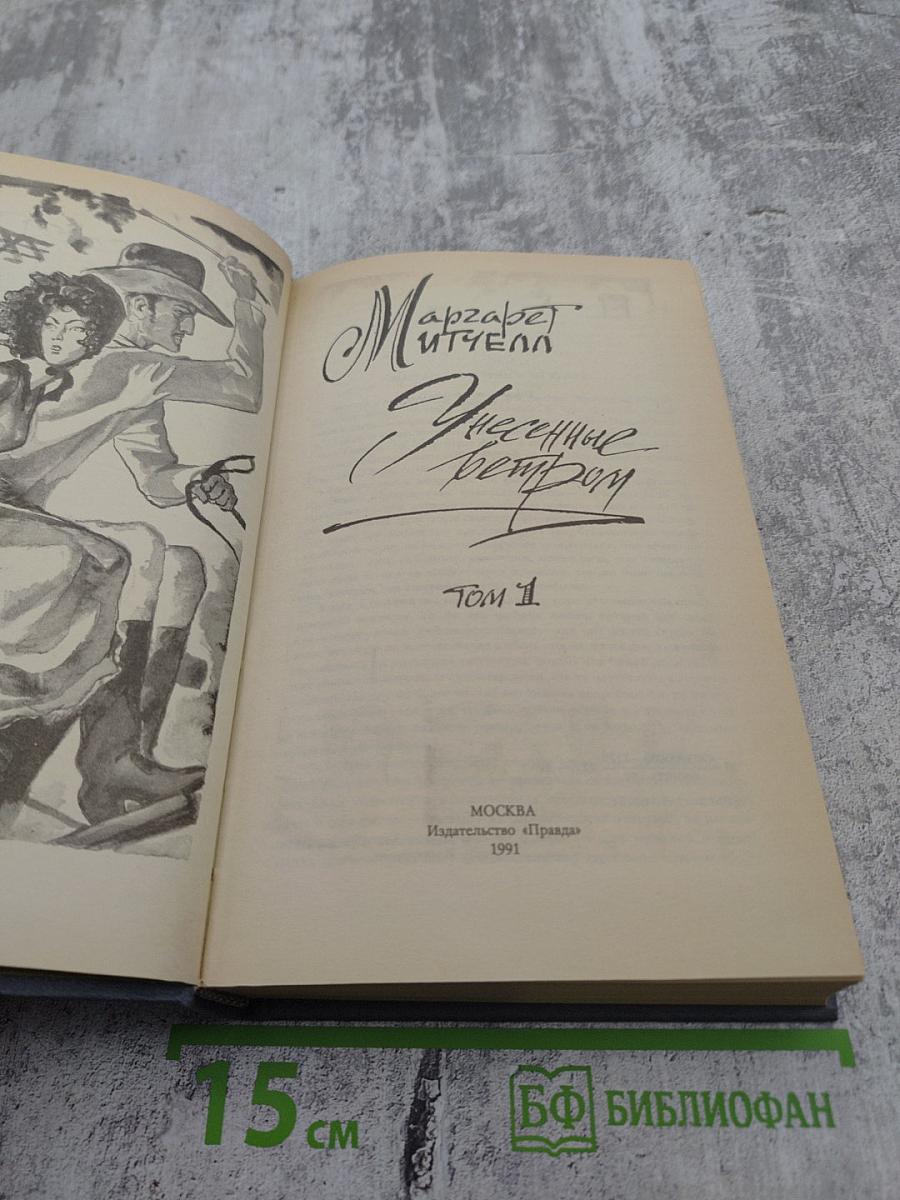 Маргарет
Митчелл
Унесенные
ветром
Том 1
МОСКВА
Издательство «Правда»
1991
15 см
БФ БИБЛИОФАН